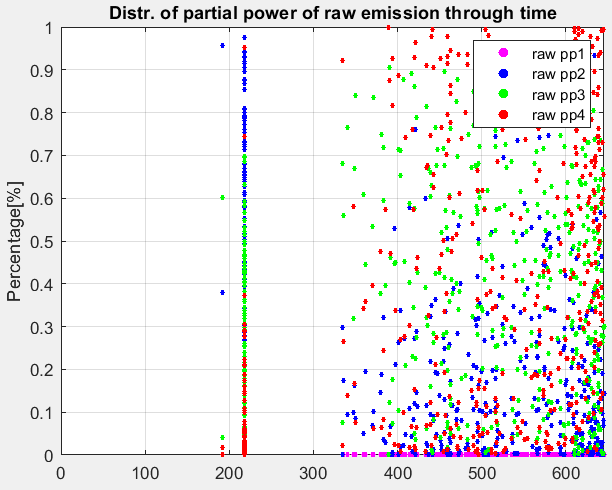 Distr. of partial power of raw emission through time
Percentage[%]
1
0.9
0.8
0.7
0.6
0.5
0.4
0.3
0.2
0.1
0
0 100 200 300 400 500 600
raw pp1
raw pp2
raw pp3
raw pp4